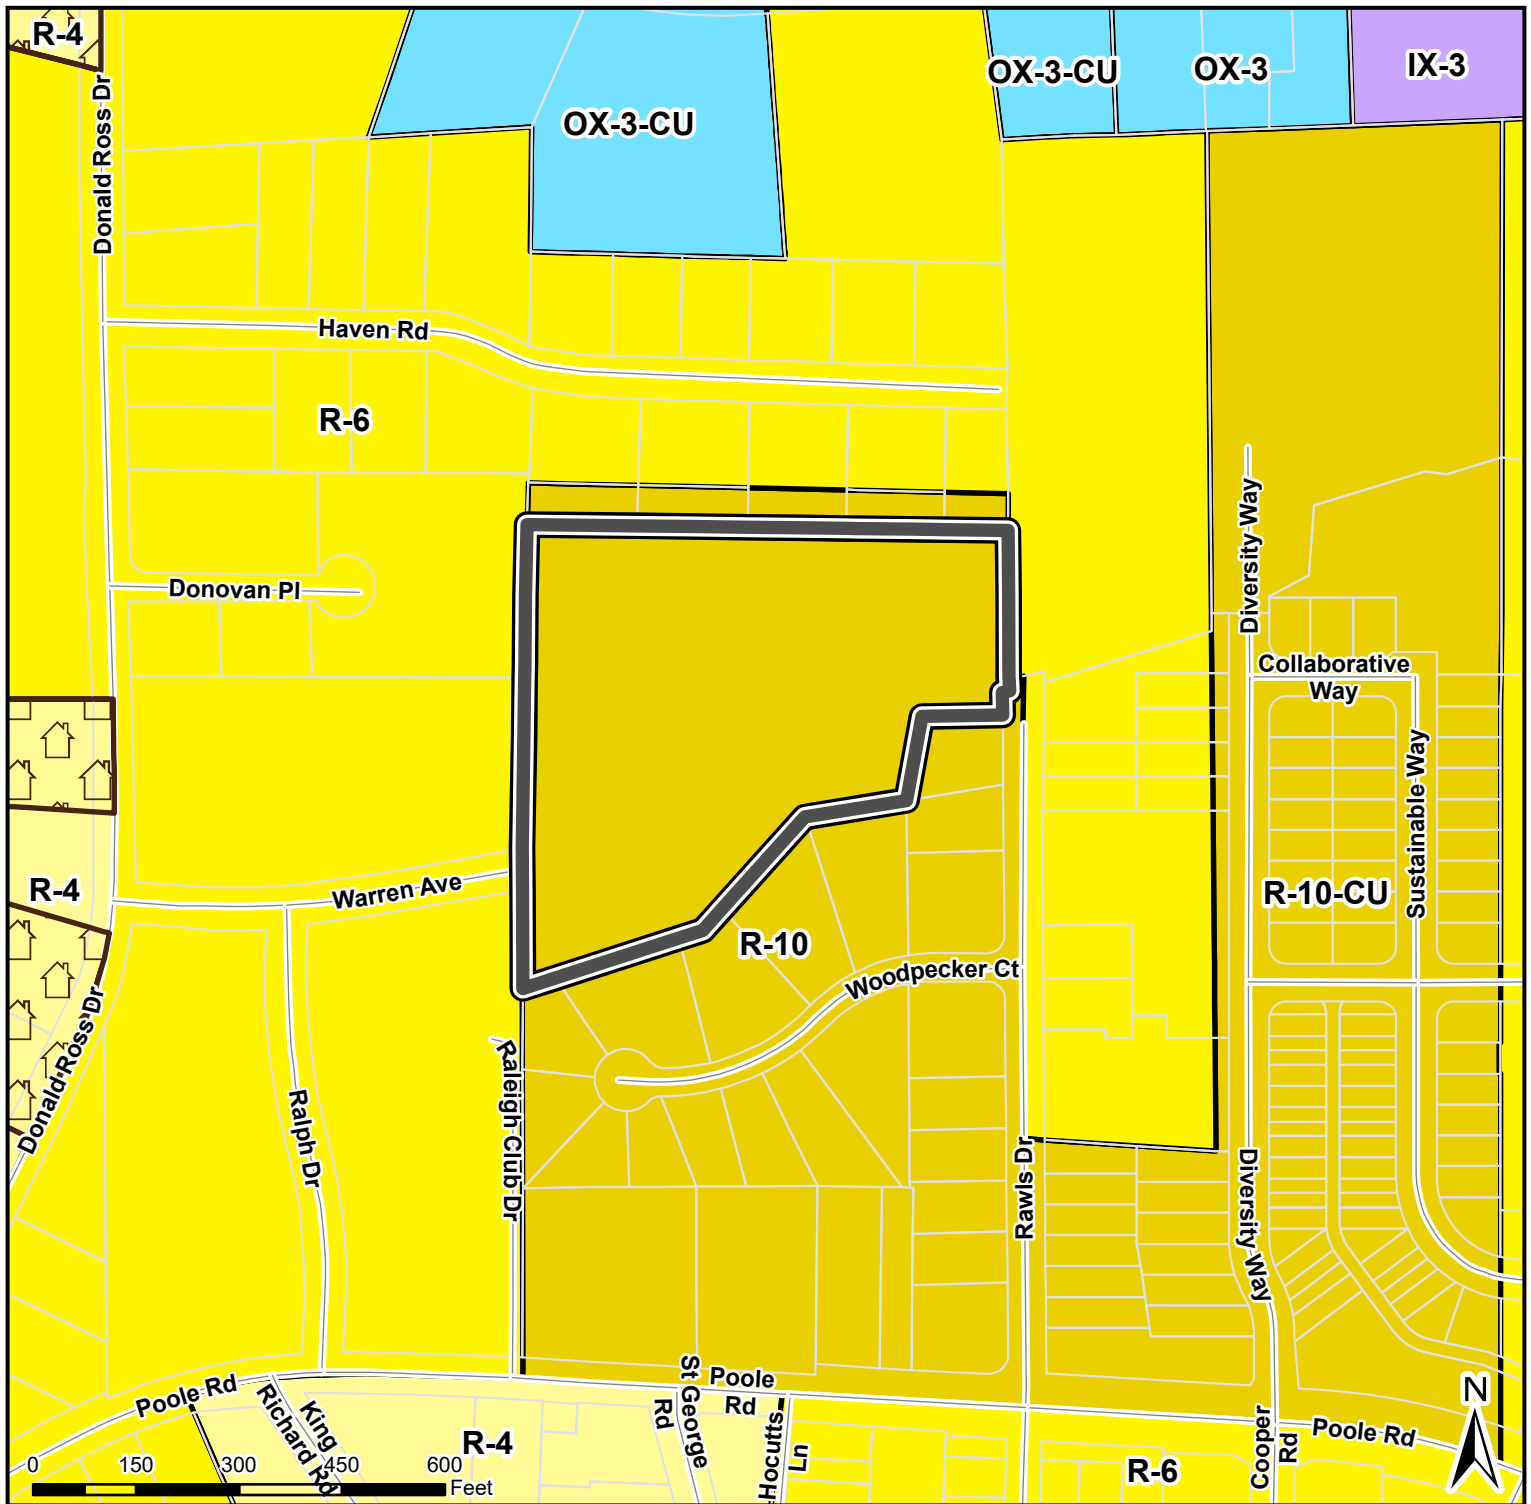 R-4
OX-3-CU
OX-3
IX-3
OX-3-CU
Donald Ross Dr
Haven Rd
R-6
Diversity Way
Donovan Pl
Collaborative
Way
Sustainable Way
R-4
Warren Ave
R-10-CU
R-10
Woodpecker Ct
Donald Ross Dr
Raleigh Club Dr
Ralph Dr
Rawls Dr
Diversity Way
Poole Rd
King
Richard Rd
St George
Rd
Poole
Rd
Hocutts
Ln
Cooper
Rd
Poole Rd
R-4
R-6
N
0 150 300 450 600
Feet